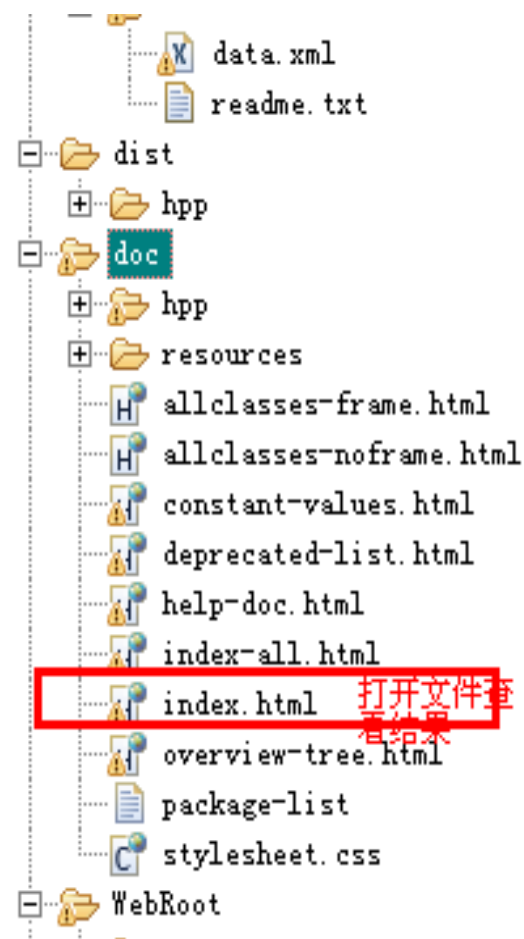 data.xml
readme.txt
dist
hpp
doc
hpp
resources
allclasses-frame.html
allclasses-noframe.html
constant-values.html
deprecated-list.html
help-doc.html
index-all.html
index.html 打开文件查
看结果
overview-tree.html
package-list
stylesheet.css
WebRoot